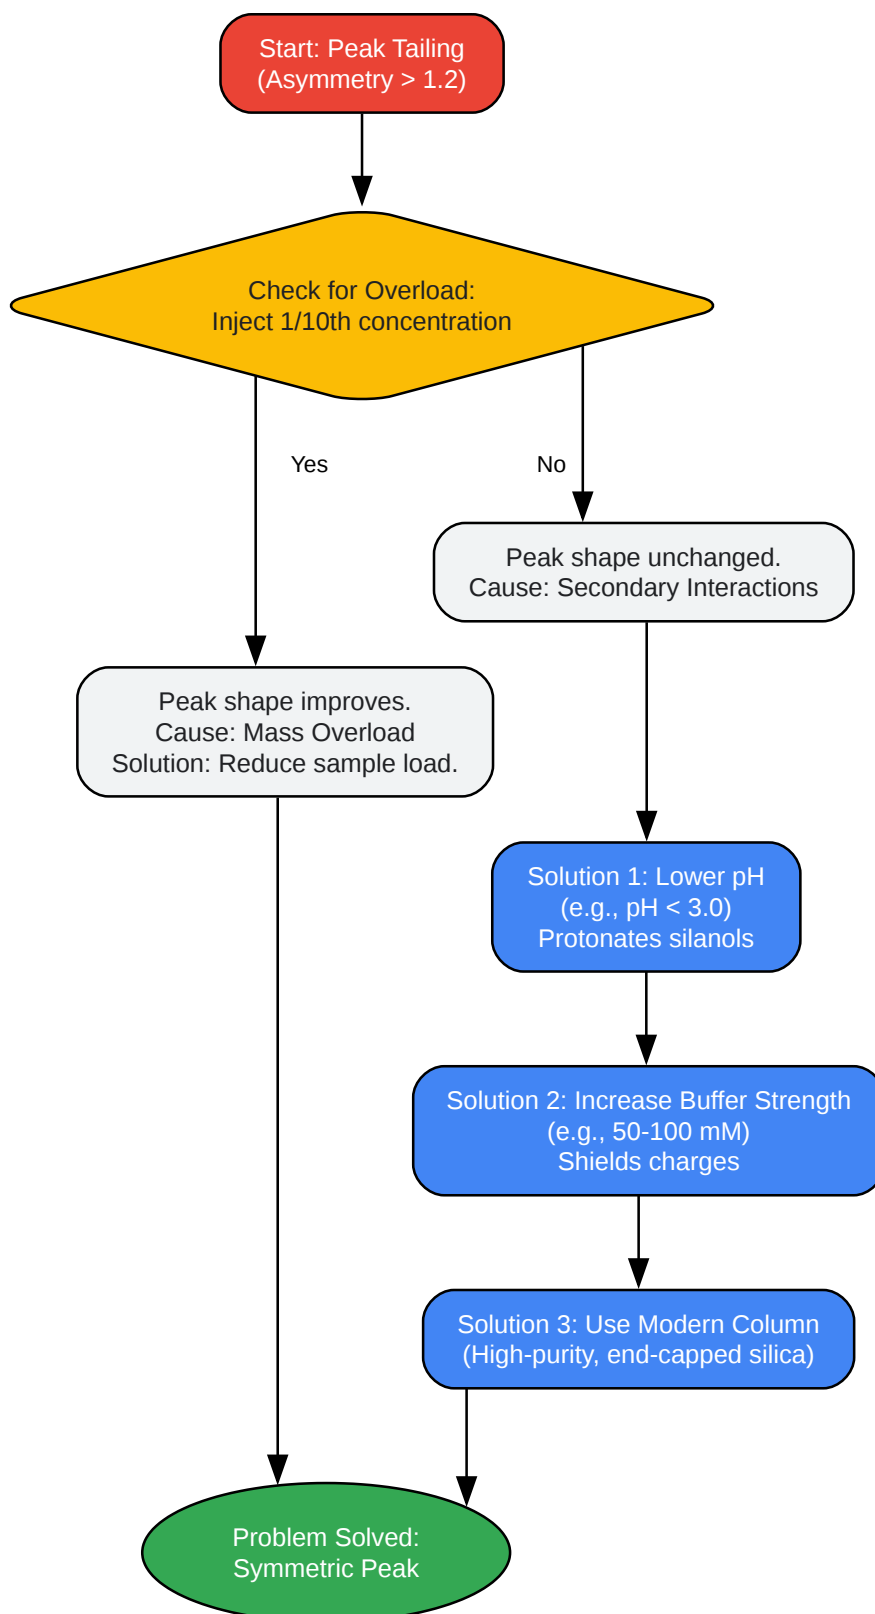 Start: Peak Tailing
(Asymmetry > 1.2)
Check for Overload:
Inject 1/10th concentration
Yes
No
Peak shape unchanged.
Cause: Secondary Interactions
Peak shape improves.
Cause: Mass Overload
Solution: Reduce sample load.
Solution 1: Lower pH
(e.g., pH < 3.0)
Protonates silanols
Solution 2: Increase Buffer Strength
(e.g., 50-100 mM)
Shields charges
Solution 3: Use Modern Column
(High-purity, end-capped silica)
Problem Solved:
Symmetric Peak